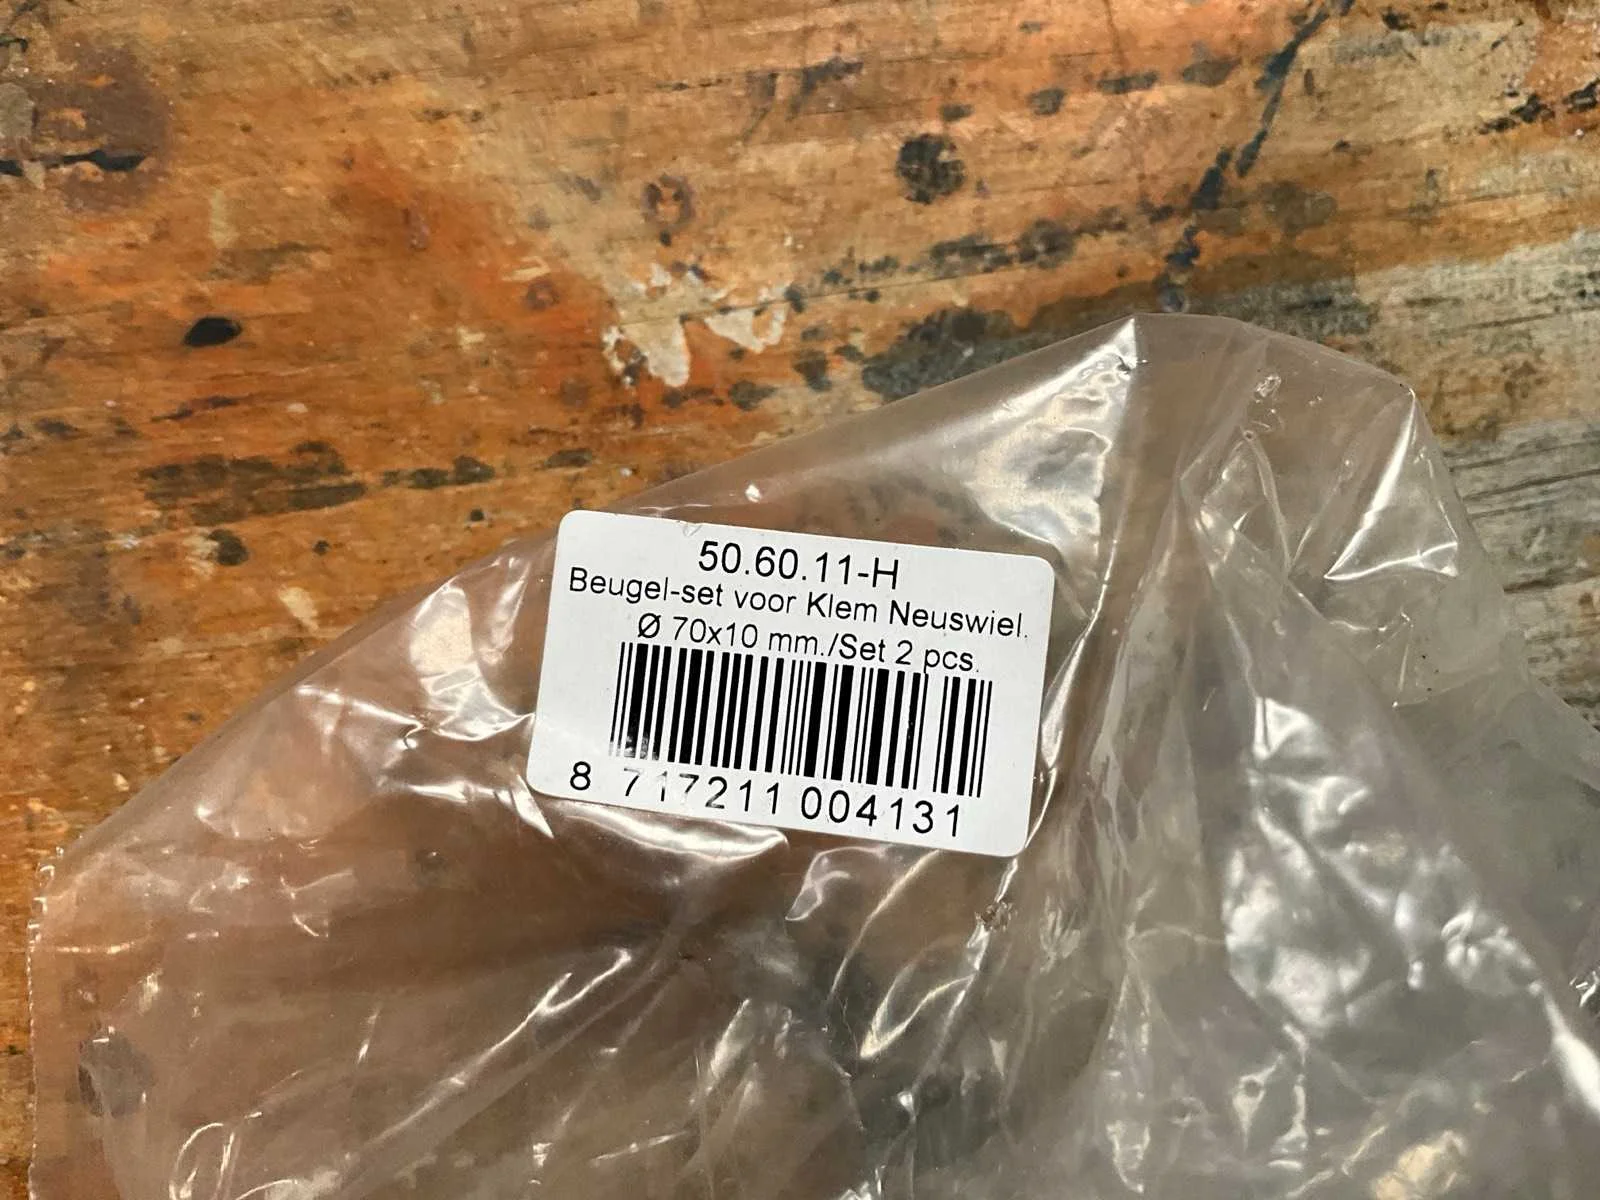 50.60.11-H
Beugel-set voor Klem Neuswiel.
Ø 70x10 mm./Set 2 pcs.
8 717211 004131